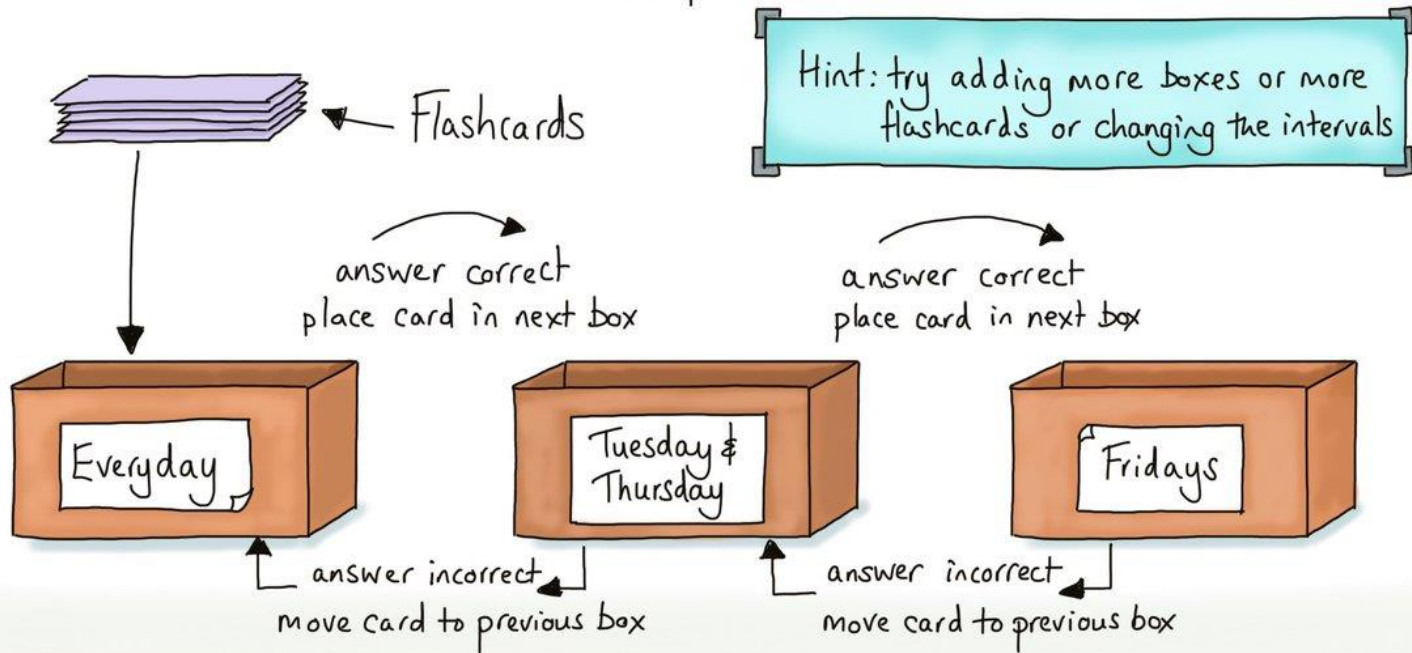 Flashcards
Hint: try adding more boxes or more
flashcards or changing the intervals
answer correct
place card in next box
answer correct
place card in next box
Everyday
Tuesday &
Thursday
Fridays
answer incorrect
move card to previous box
answer incorrect
move card to previous box